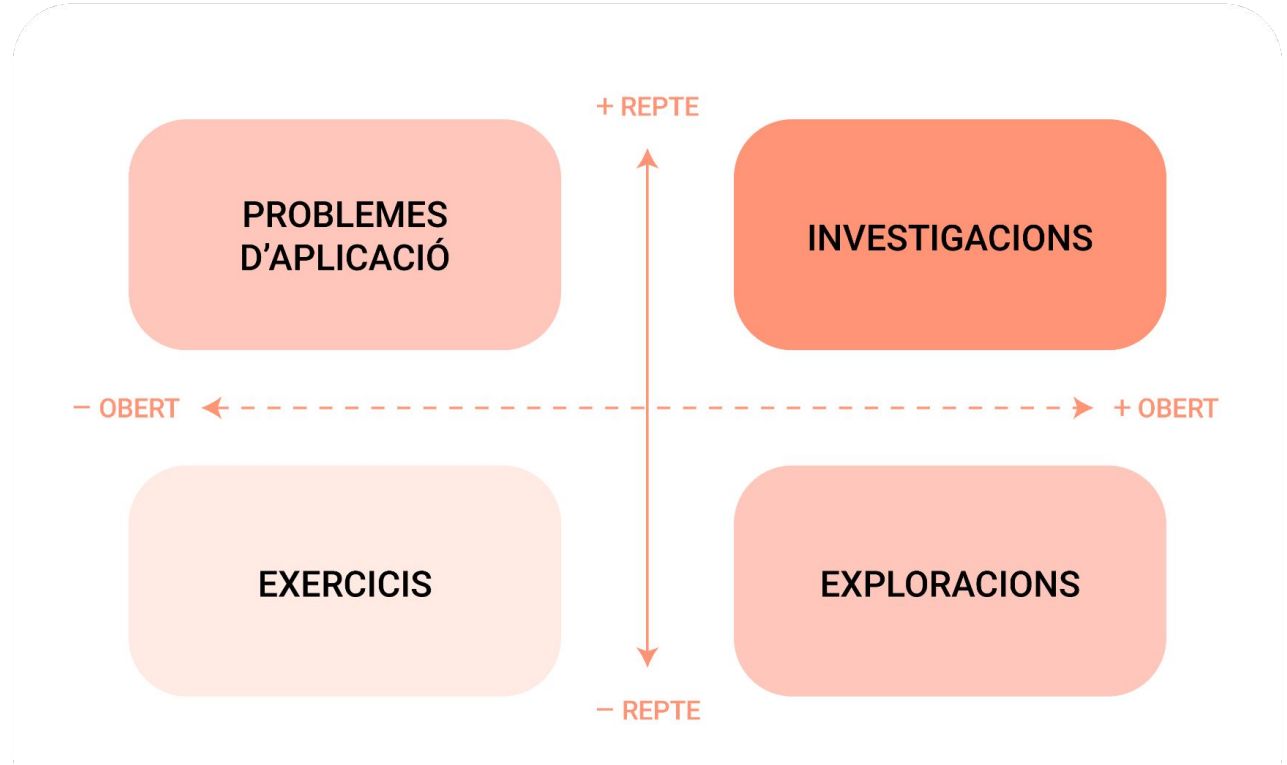 + REPTE
PROBLEMES
D’APLICACIÓ
INVESTIGACIONS
− OBERT
+ OBERT
EXERCICIS
EXPLORACIONS
− REPTE